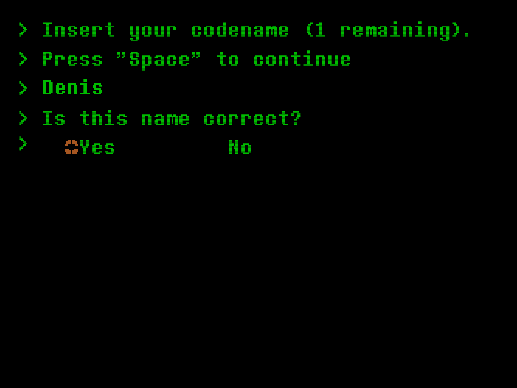 > Insert your codename (1 remaining).
> Press "Space" to continue
> Denis
> Is this name correct?
> Yes No